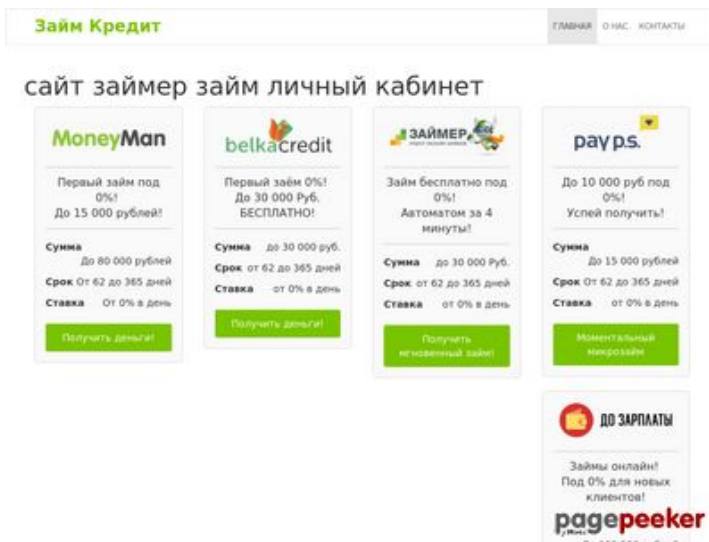 Займ Кредит
ГЛАВНАЯ О НАС КОНТАКТЫ
сайт займер займ личный кабинет
MoneyMan
Первый займ под
0%!
До 15 000 рублей!
Сумма
До 80 000 рублей
Срок От 62 до 365 дней
Ставка От 0% в день
Получить деньги!
belkacredit
Первый заём 0%!
До 30 000 Руб.
БЕСПЛАТНО!
Сумма до 30 000 руб.
Срок от 62 до 365 дней
Ставка от 0% в день
Получить деньги!
ЗАЙМЕР
Займ бесплатно под
0%!
Автоматом за 4
минуты!
Сумма до 30 000 Руб.
Срок от 62 до 365 дней
Ставка от 0% в день
Получить
мгновенный займ!
pay p.s.
До 10 000 руб под
0%!
Успей получить!
Сумма
До 15 000 рублей
Срок От 62 до 365 дней
Ставка от 0% в день
Моментальный
микрозайм
ДО ЗАРПЛАТЫ
Займы онлайн!
Под 0% для новых
клиентов!
pagepeeker